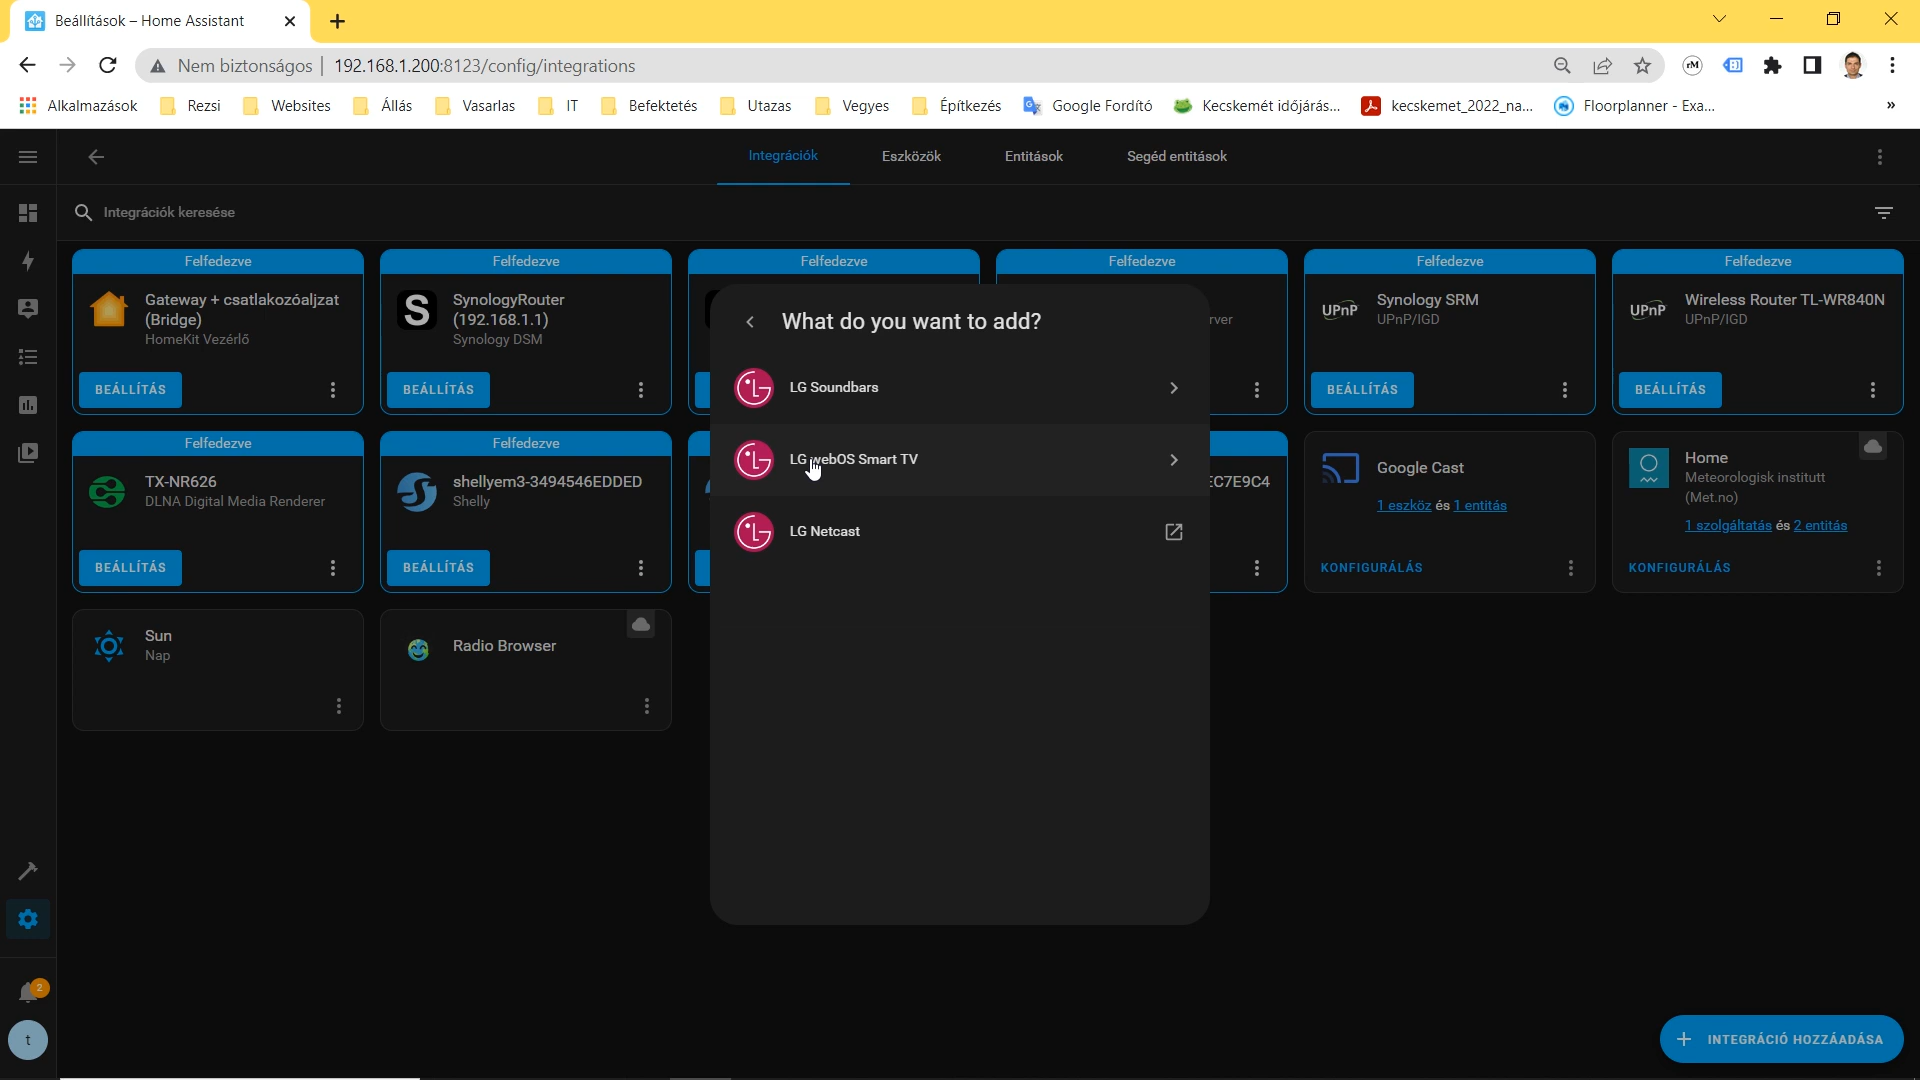 Beállítások – Home Assistant
Nem biztonságos
192.168.1.200:8123/config/integrations
rM
Alkalmazások
Rezsi
Websites
Állás
Vasarlas
IT
Befektetés
Utazas
Vegyes
Építkezés
Google Fordító
Kecskemét időjárás...
kecskemet_2022_na...
Floorplanner - Exa...
»
Integrációk
Eszközök
Entitások
Segéd entitások
Integrációk keresése
Felfedezve
Felfedezve
Felfedezve
Felfedezve
Felfedezve
Felfedezve
Gateway + csatlakozóaljzat
(Bridge)
HomeKit Vezérlő
BEÁLLÍTÁS
S
SynologyRouter
(192.168.1.1)
Synology DSM
BEÁLLÍTÁS
rver
UPnP
Synology SRM
UPnP/IGD
BEÁLLÍTÁS
UPnP
Wireless Router TL-WR840N
UPnP/IGD
BEÁLLÍTÁS
What do you want to add?
LG Soundbars
LG webOS Smart TV
LG Netcast
Felfedezve
Felfedezve
TX-NR626
DLNA Digital Media Renderer
BEÁLLÍTÁS
shellyem3-3494546EDDED
Shelly
BEÁLLÍTÁS
EC7E9C4
Google Cast
1 eszköz és 1 entitás
KONFIGURÁLÁS
Home
Meteorologisk institutt
(Met.no)
1 szolgáltatás és 2 entitás
KONFIGURÁLÁS
Sun
Nap
Radio Browser
2
t
INTEGRÁCIÓ HOZZÁADÁSA